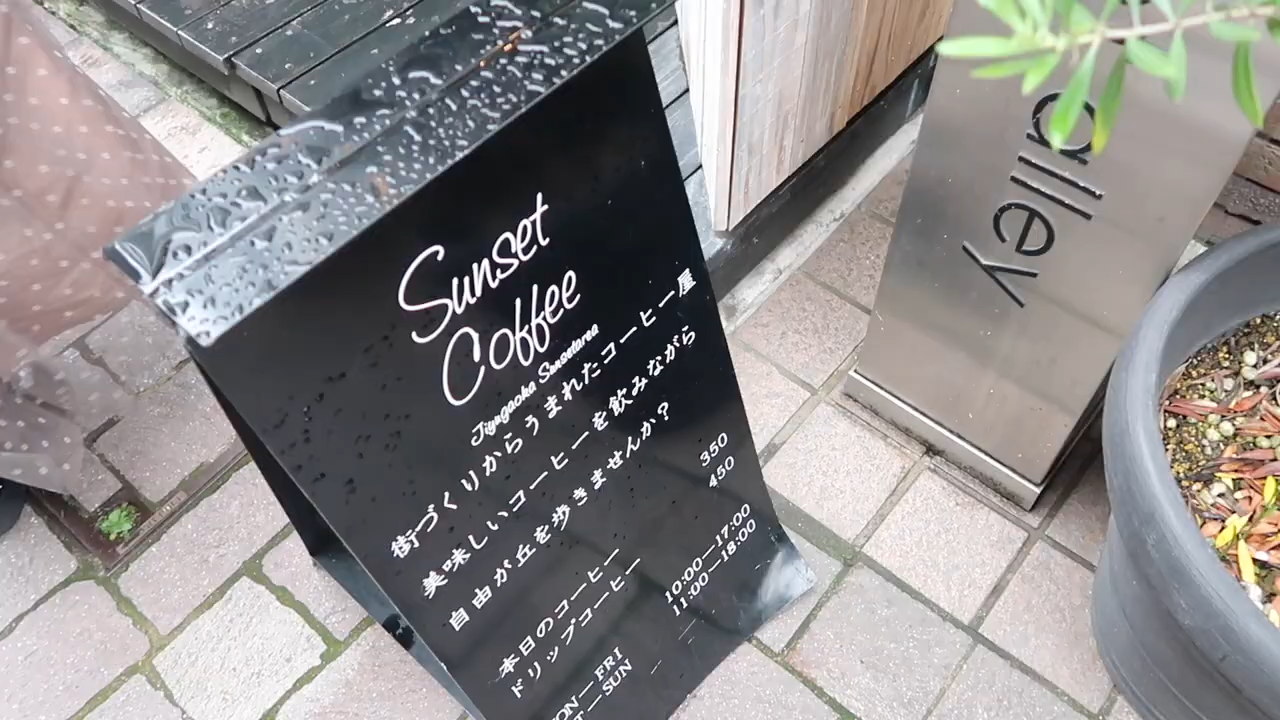 Sunset
Coffee
Jiyugaoka Sunsetarea
街づくりからうまれたコーヒー屋
美味しいコーヒーを飲みながら
自由が丘を歩きませんか?
本日のコーヒー 350
ドリップコーヒー 450
MON—FRI 10:00—17:00
SUN 11:00—18:00
alley